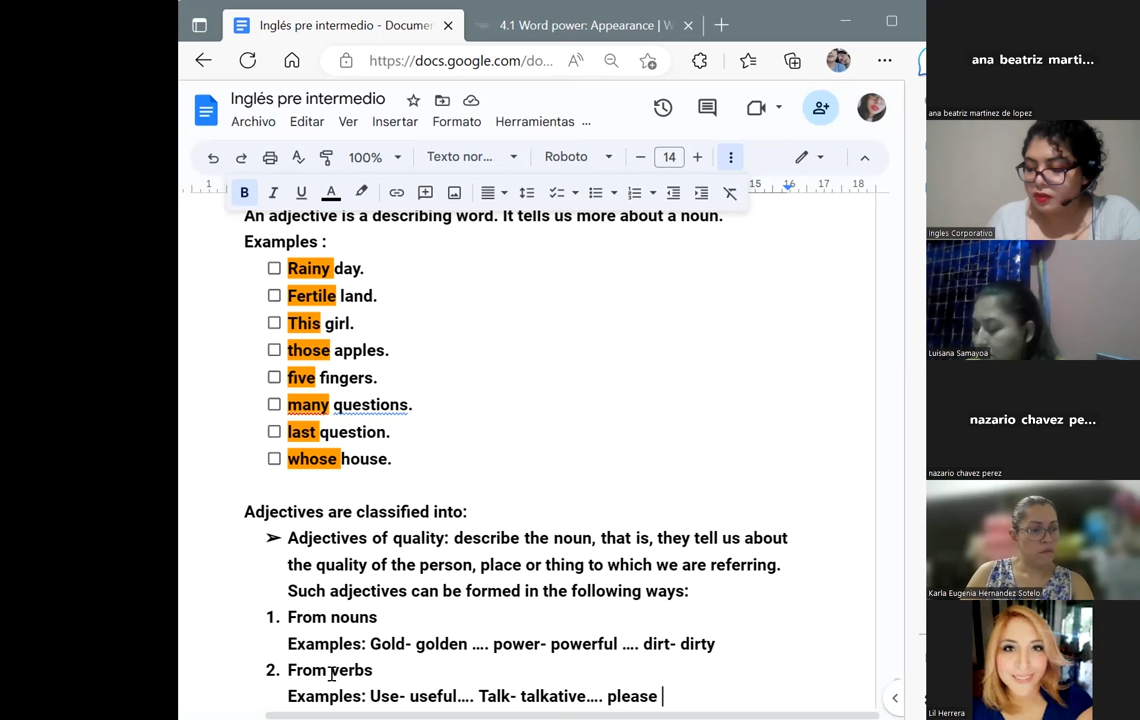 Inglés pre intermedio - Documen
4.1 Word power: Appearance | W
https://docs.google.com/do...
Inglés pre intermedio
Archivo Editar Ver Insertar Formato Herramientas ...
100% Texto nor... Roboto 14
B I U A
1 15 16 17 18
An adjective is a describing word. It tells us more about a noun.
Examples :
Rainy day.
Fertile land.
This girl.
those apples.
five fingers.
many questions.
last question.
whose house.
Adjectives are classified into:
➢ Adjectives of quality: describe the noun, that is, they tell us about
the quality of the person, place or thing to which we are referring.
Such adjectives can be formed in the following ways:
1. From nouns
Examples: Gold- golden .... power- powerful .... dirt- dirty
2. From verbs
Examples: Use- useful.... Talk- talkative.... please
ana beatriz marti...
ana beatriz martinez de lopez
Ingles Corporativo
Luisana Samayoa
nazario chavez pe...
nazario chavez perez
Karla Eugenia Hernandez Sotelo
Lil Herrera